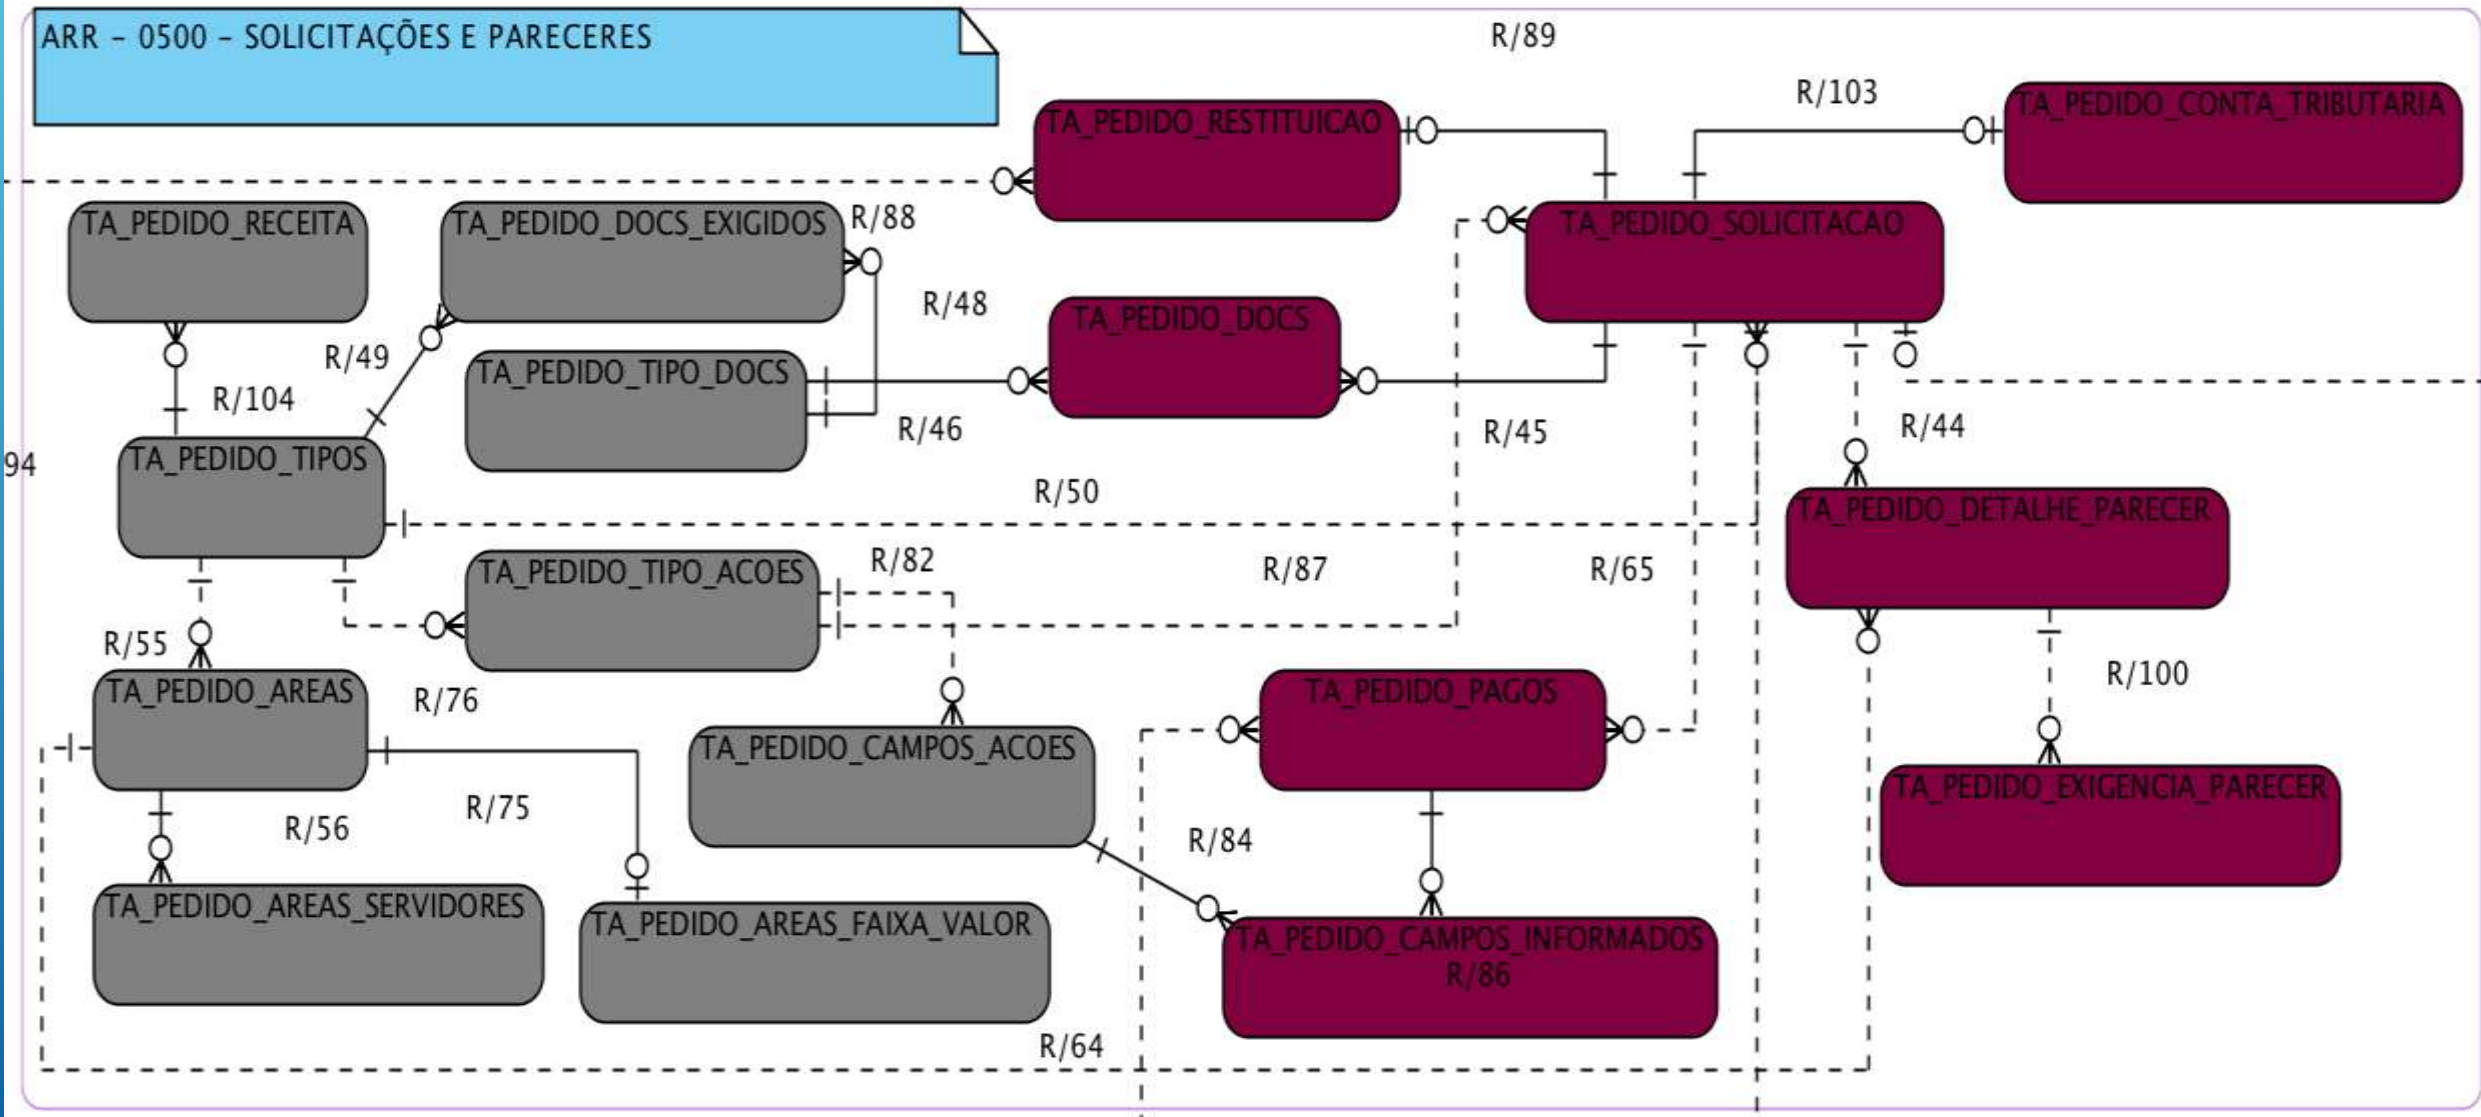 ARR - 0500 - SOLICITAÇÕES E PARECERES
R/89
R/103
TA_PEDIDO_RESTITUICAO
TA_PEDIDO_CONTA_TRIBUTARIA
TA_PEDIDO_RECEITA
TA_PEDIDO_DOCS_EXIGIDOS
R/88
TA_PEDIDO_SOLICITACAO
R/48
TA_PEDIDO_DOCS
R/49
TA_PEDIDO_TIPO_DOCS
R/104
R/46
R/45
R/44
94
TA_PEDIDO_TIPOS
R/50
TA_PEDIDO_DETALHE_PARECER
R/82
TA_PEDIDO_TIPO_ACOES
R/87
R/65
R/55
R/100
TA_PEDIDO_AREAS
R/76
TA_PEDIDO_PAGOS
TA_PEDIDO_CAMPOS_ACOES
TA_PEDIDO_EXIGENCIA_PARECER
R/75
R/56
R/84
TA_PEDIDO_AREAS_SERVIDORES
TA_PEDIDO_AREAS_FAIXA_VALOR
TA_PEDIDO_CAMPOS_INFORMADOS
R/86
R/64